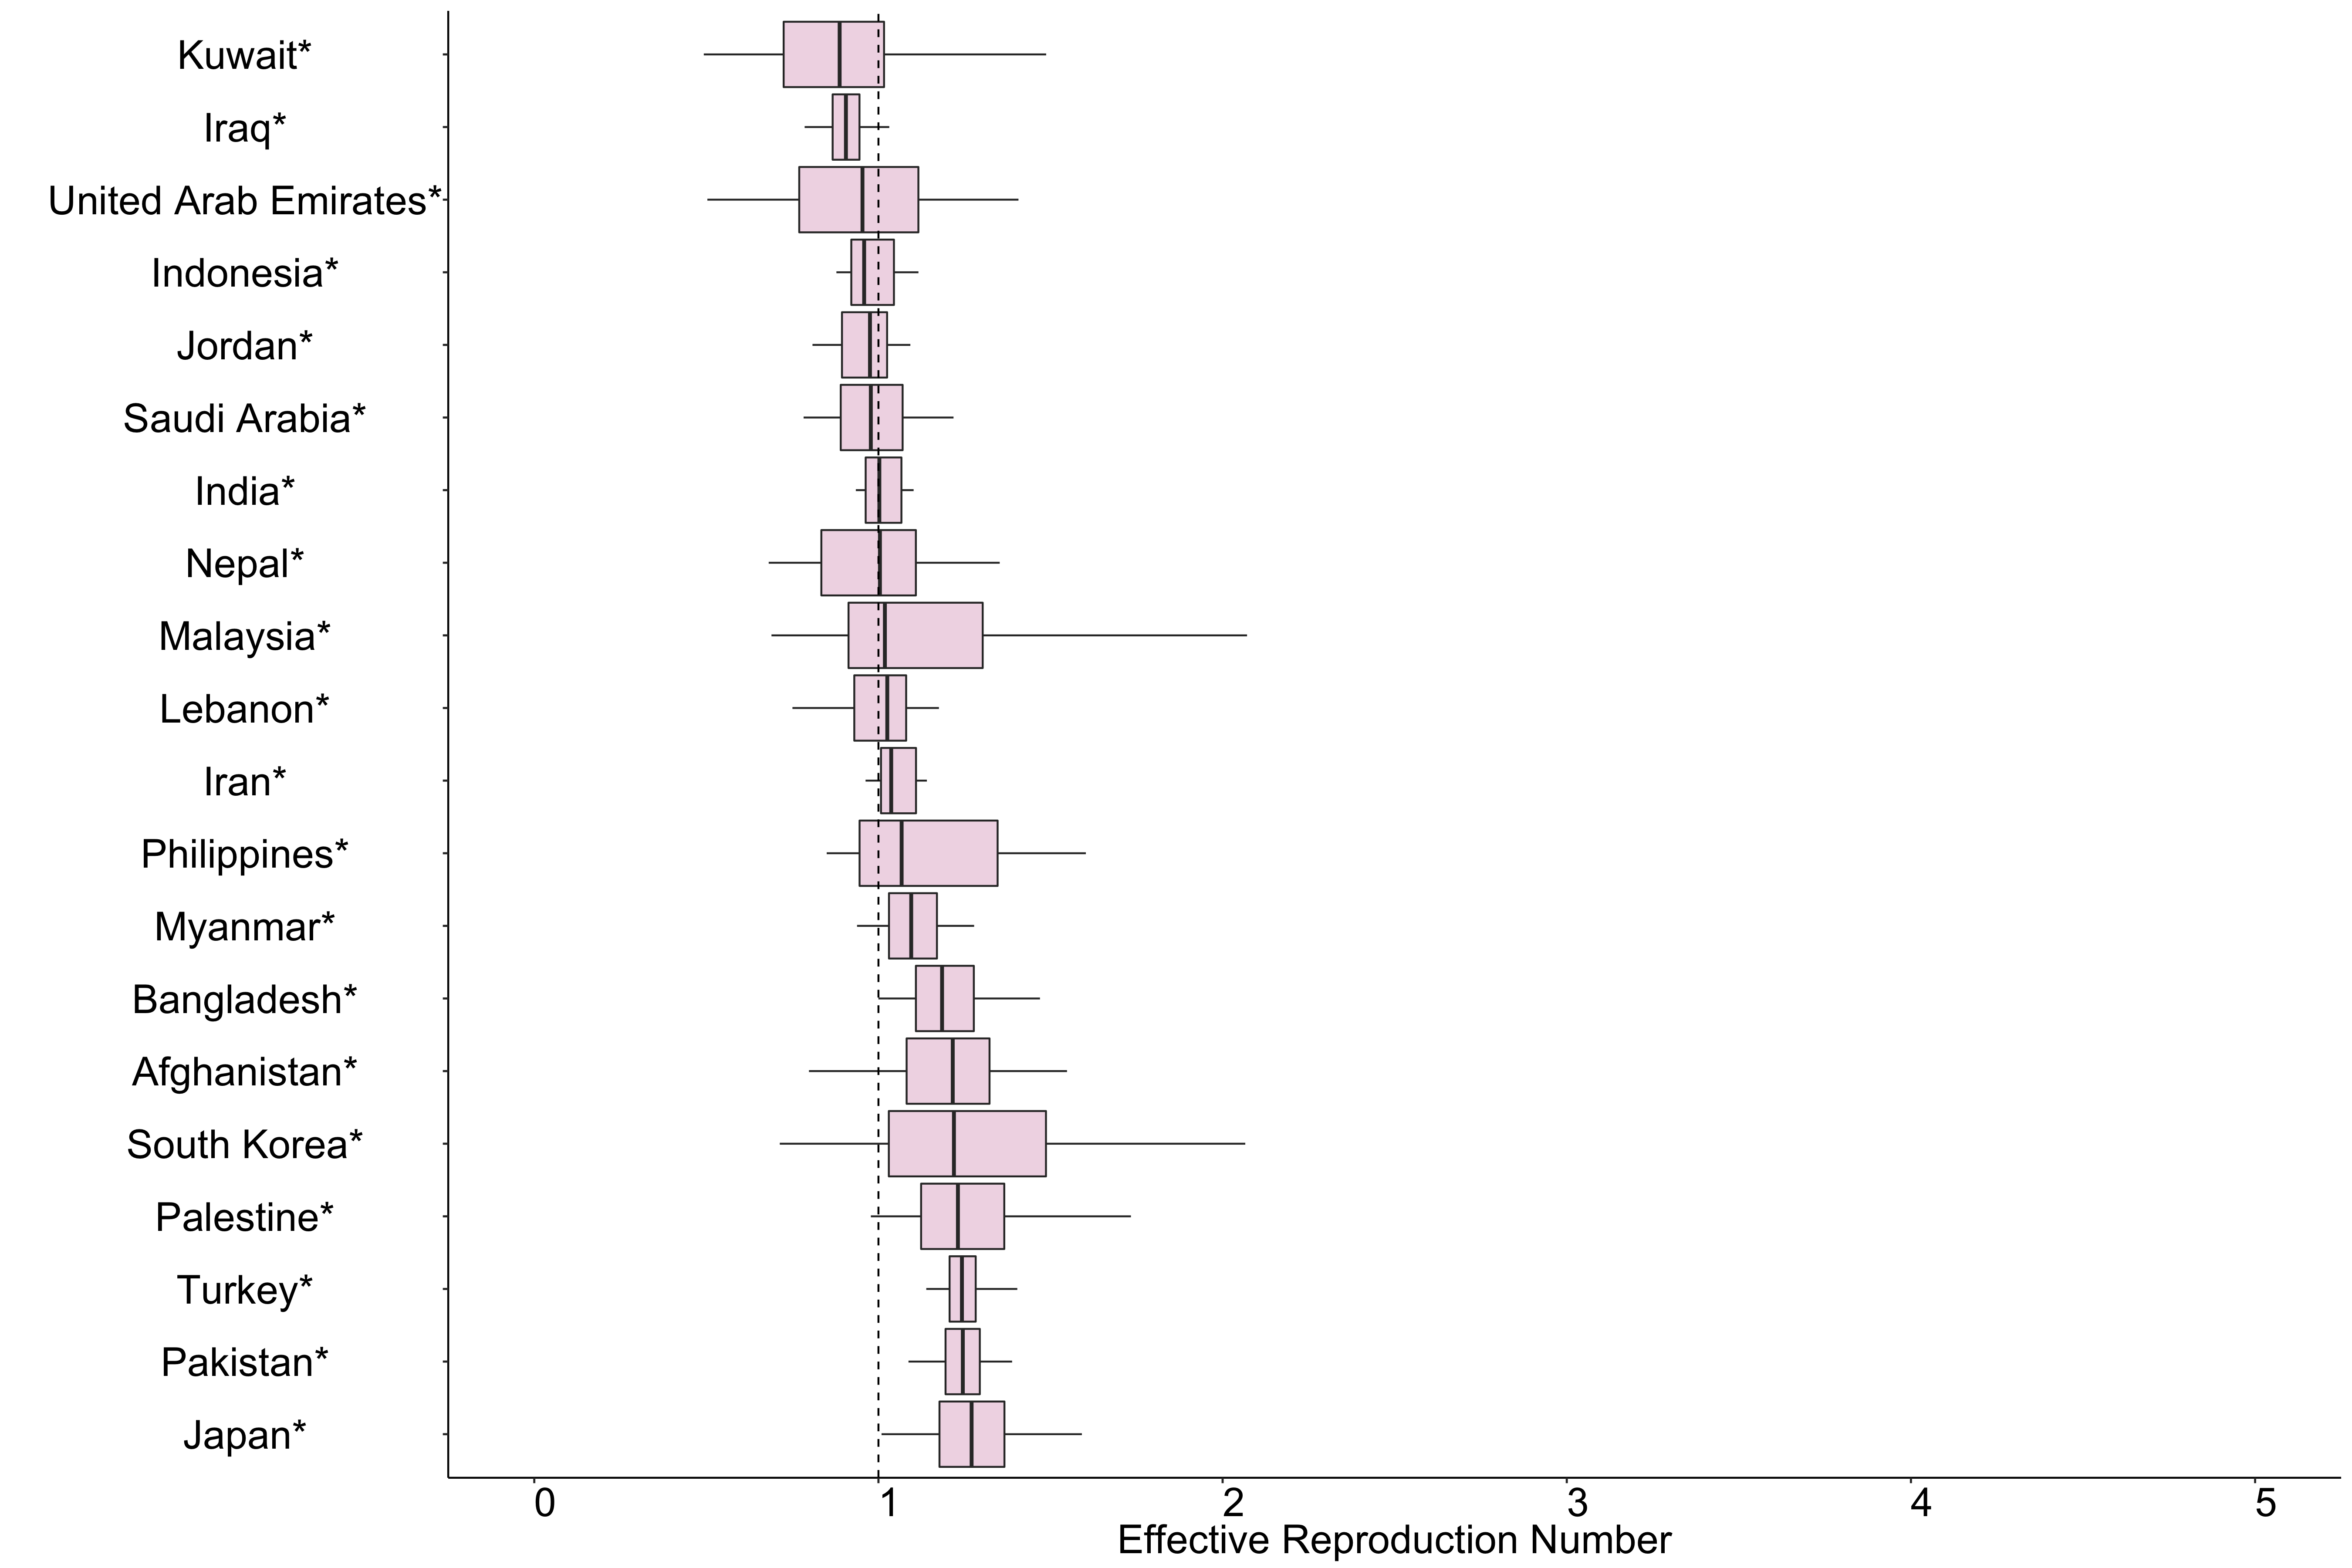 Kuwait*
Iraq*
United Arab Emirates*
Indonesia*
Jordan*
Saudi Arabia*
India*
Nepal*
Malaysia*
Lebanon*
Iran*
Philippines*
Myanmar*
Bangladesh*
Afghanistan*
South Korea*
Palestine*
Turkey*
Pakistan*
Japan*
0 1 2 3 4 5
Effective Reproduction Number